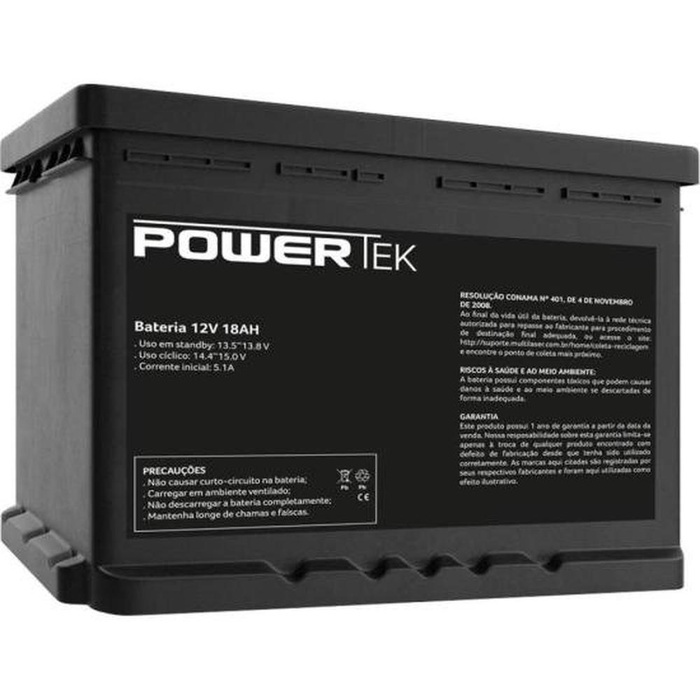 POWERTEK
Bateria 12V 18AH
. Uso em standby: 13.5~13.8 V
. Uso cíclico: 14.4~15.0 V
. Corrente inicial: 5.1A
PRECAUÇÕES
. Não causar curto-circuito na bateria;
. Carregar em ambiente ventilado;
. Não descarregar a bateria completamente;
. Mantenha longe de chamas e faíscas.
Pb Pb
CE
RESOLUÇÃO CONAMA Nº 401, DE 4 DE NOVEMBRO
DE 2008.
Ao final da vida útil da bateria, devolvê-la à rede técnica
autorizada para repasse ao fabricante para procedimento
de destinação final adequada, ou acesse o site:
http://suporte.multilaser.com.br/home/coleta-reciclagem
e encontre o ponto de coleta mais próximo.
RISCOS À SAÚDE E AO MEIO AMBIENTE:
A bateria possui componentes tóxicos que podem causar
danos à saúde e ao meio ambiente se descartados de
forma inadequada.
GARANTIA
Este produto possui 1 ano de garantia a partir da data da
venda. Nossa resposabilidade sobre esta garantia limita-se
apenas à troca de qualquer produto encontrado com
defeito de fabricação desde que tenha sido utilizado
corretamente. As marcas aqui citadas são registradas por
seus respectivos fabricantes e foram aqui utilizadas como
efeito ilustrativo.